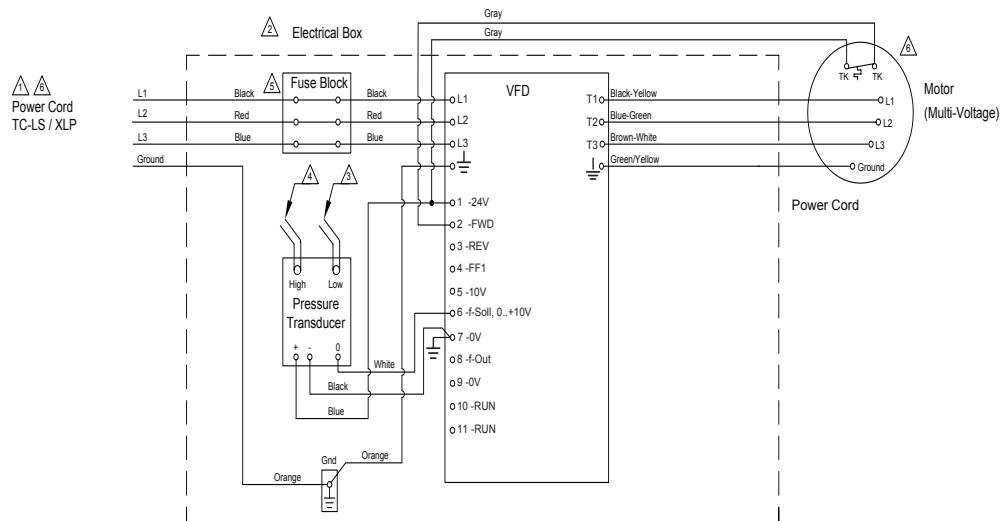 Gray
Gray
2 Electrical Box
6
5 Fuse Block
VFD
TK TK
Motor
(Multi-Voltage)
1 6
Power Cord
TC-LS / XLP
L1 Black Black L1 T1 Black-Yellow L1
L2 Red Red L2 T2 Blue-Green L2
L3 Blue Blue L3 T3 Brown-White L3
Ground Green/Yellow Ground
4 3
Power Cord
1 -24V
2 -FWD
3 -REV
4 -FF1
5 -10V
6 -f-Soll, 0..+10V
7 -0V
8 -f-Out
9 -0V
10 -RUN
11 -RUN
High Low
Pressure
Transducer
+ - 0
White
Black
Blue
Gnd Orange
Orange